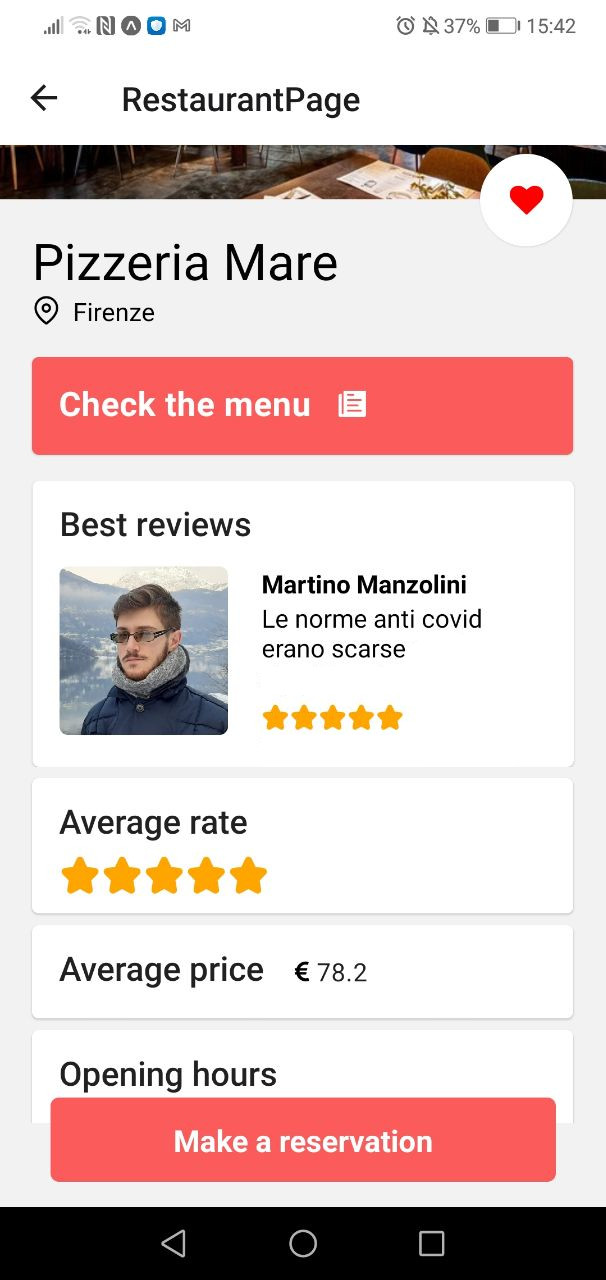 37% 15:42
RestaurantPage
Pizzeria Mare
Firenze
Check the menu
Best reviews
Martino Manzolini
Le norme anti covid
erano scarse
Average rate
Average price € 78.2
Opening hours
Make a reservation